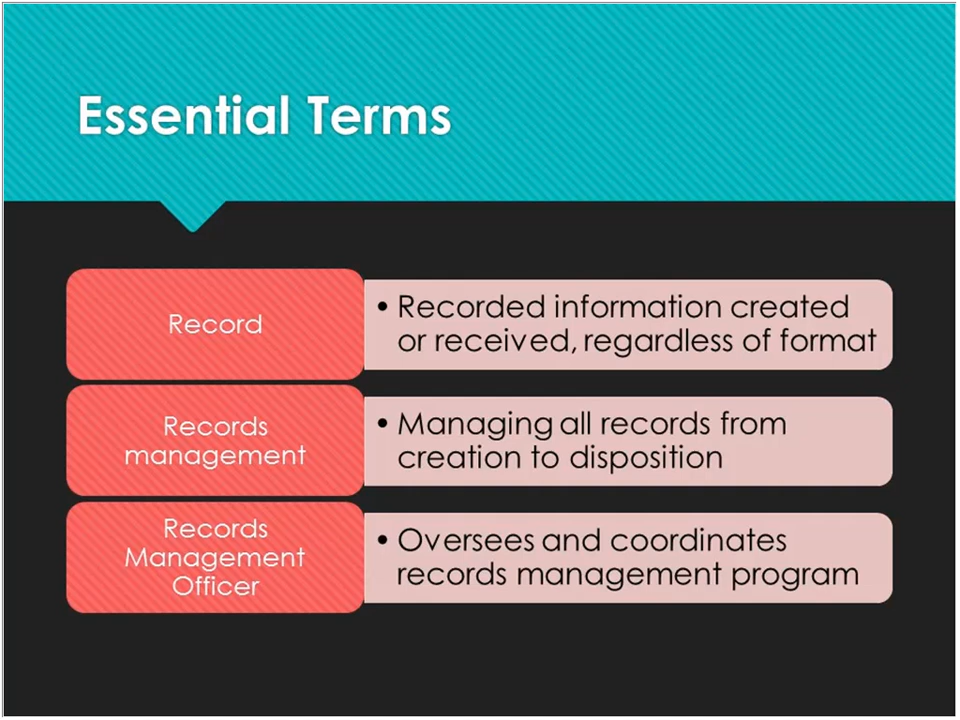 Essential Terms
Record
• Recorded information created
or received, regardless of format
Records
management
• Managing all records from
creation to disposition
Records
Management
Officer
• Oversees and coordinates
records management program